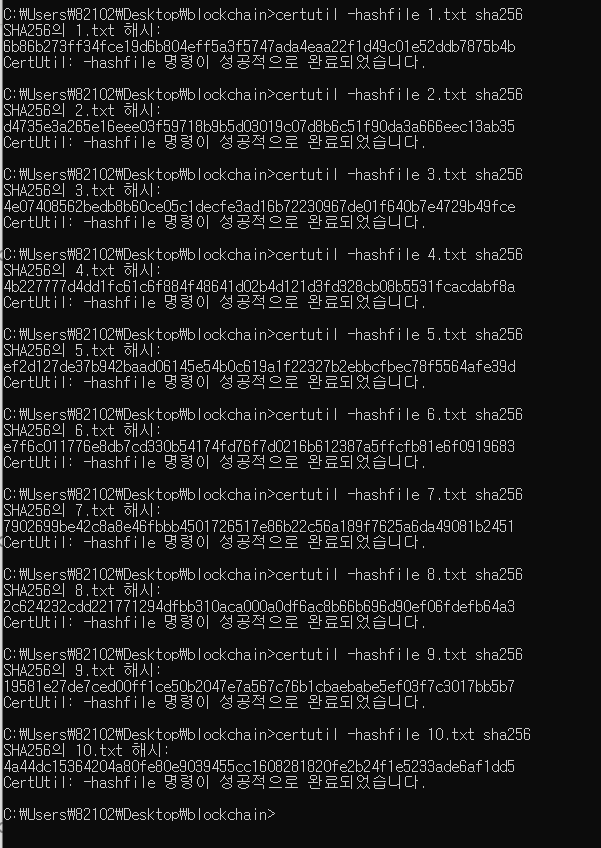 C:₩Users₩82102₩Desktop₩blockchain>certutil -hashfile 1.txt sha256
SHA256의 1.txt 해시:
6b86b273ff34fce19d6b804eff5a3f5747ada4eaa22f1d49c01e52ddb7875b4b
CertUtil: -hashfile 명령이 성공적으로 완료되었습니다.
C:₩Users₩82102₩Desktop₩blockchain>certutil -hashfile 2.txt sha256
SHA256의 2.txt 해시:
d4735e3a265e16eee03f59718b9b5d03019c07d8b6c51f90da3a666eec13ab35
CertUtil: -hashfile 명령이 성공적으로 완료되었습니다.
C:₩Users₩82102₩Desktop₩blockchain>certutil -hashfile 3.txt sha256
SHA256의 3.txt 해시:
4e07408562bedb8b60ce05c1decfe3ad16b72230967de01f640b7e4729b49fce
CertUtil: -hashfile 명령이 성공적으로 완료되었습니다.
C:₩Users₩82102₩Desktop₩blockchain>certutil -hashfile 4.txt sha256
SHA256의 4.txt 해시:
4b227777d4dd1fc61c6f884f48641d02b4d121d3fd328cb08b5531fcacdabf8a
CertUtil: -hashfile 명령이 성공적으로 완료되었습니다.
C:₩Users₩82102₩Desktop₩blockchain>certutil -hashfile 5.txt sha256
SHA256의 5.txt 해시:
ef2d127de37b942baad06145e54b0c619a1f22327b2ebbcfbec78f5564afe39d
CertUtil: -hashfile 명령이 성공적으로 완료되었습니다.
C:₩Users₩82102₩Desktop₩blockchain>certutil -hashfile 6.txt sha256
SHA256의 6.txt 해시:
e7f6c011776e8db7cd330b54174fd76f7d0216b612387a5ffcfb81e6f0919683
CertUtil: -hashfile 명령이 성공적으로 완료되었습니다.
C:₩Users₩82102₩Desktop₩blockchain>certutil -hashfile 7.txt sha256
SHA256의 7.txt 해시:
7902699be42c8a8e46fbbb4501726517e86b22c56a189f7625a6da49081b2451
CertUtil: -hashfile 명령이 성공적으로 완료되었습니다.
C:₩Users₩82102₩Desktop₩blockchain>certutil -hashfile 8.txt sha256
SHA256의 8.txt 해시:
2c624232cdd221771294dfbb310aca000a0df6ac8b66b696d90ef06fdefb64a3
CertUtil: -hashfile 명령이 성공적으로 완료되었습니다.
C:₩Users₩82102₩Desktop₩blockchain>certutil -hashfile 9.txt sha256
SHA256의 9.txt 해시:
19581e27de7ced00ff1ce50b2047e7a567c76b1cbaebabe5ef03f7c3017bb5b7
CertUtil: -hashfile 명령이 성공적으로 완료되었습니다.
C:₩Users₩82102₩Desktop₩blockchain>certutil -hashfile 10.txt sha256
SHA256의 10.txt 해시:
4a44dc15364204a80fe80e9039455cc1608281820fe2b24f1e5233ade6af1dd5
CertUtil: -hashfile 명령이 성공적으로 완료되었습니다.
C:₩Users₩82102₩Desktop₩blockchain>